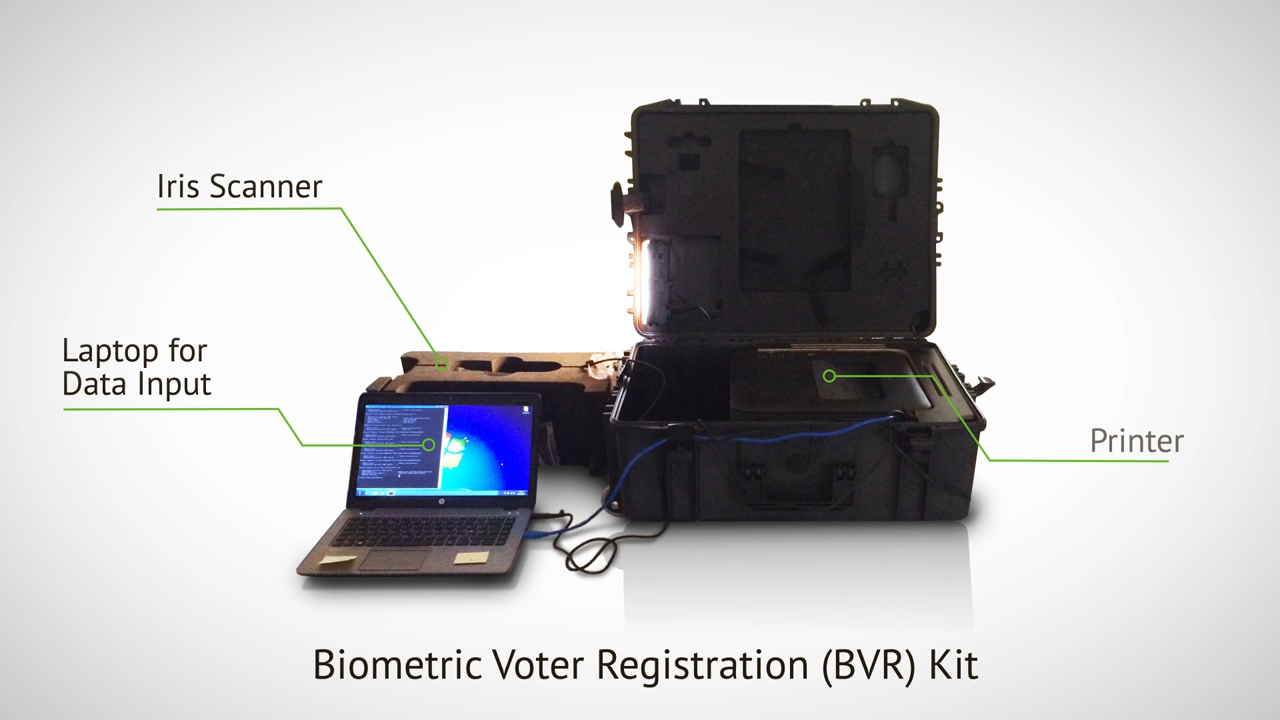 Iris Scanner
Laptop for
Data Input
Printer
Biometric Voter Registration (BVR) Kit